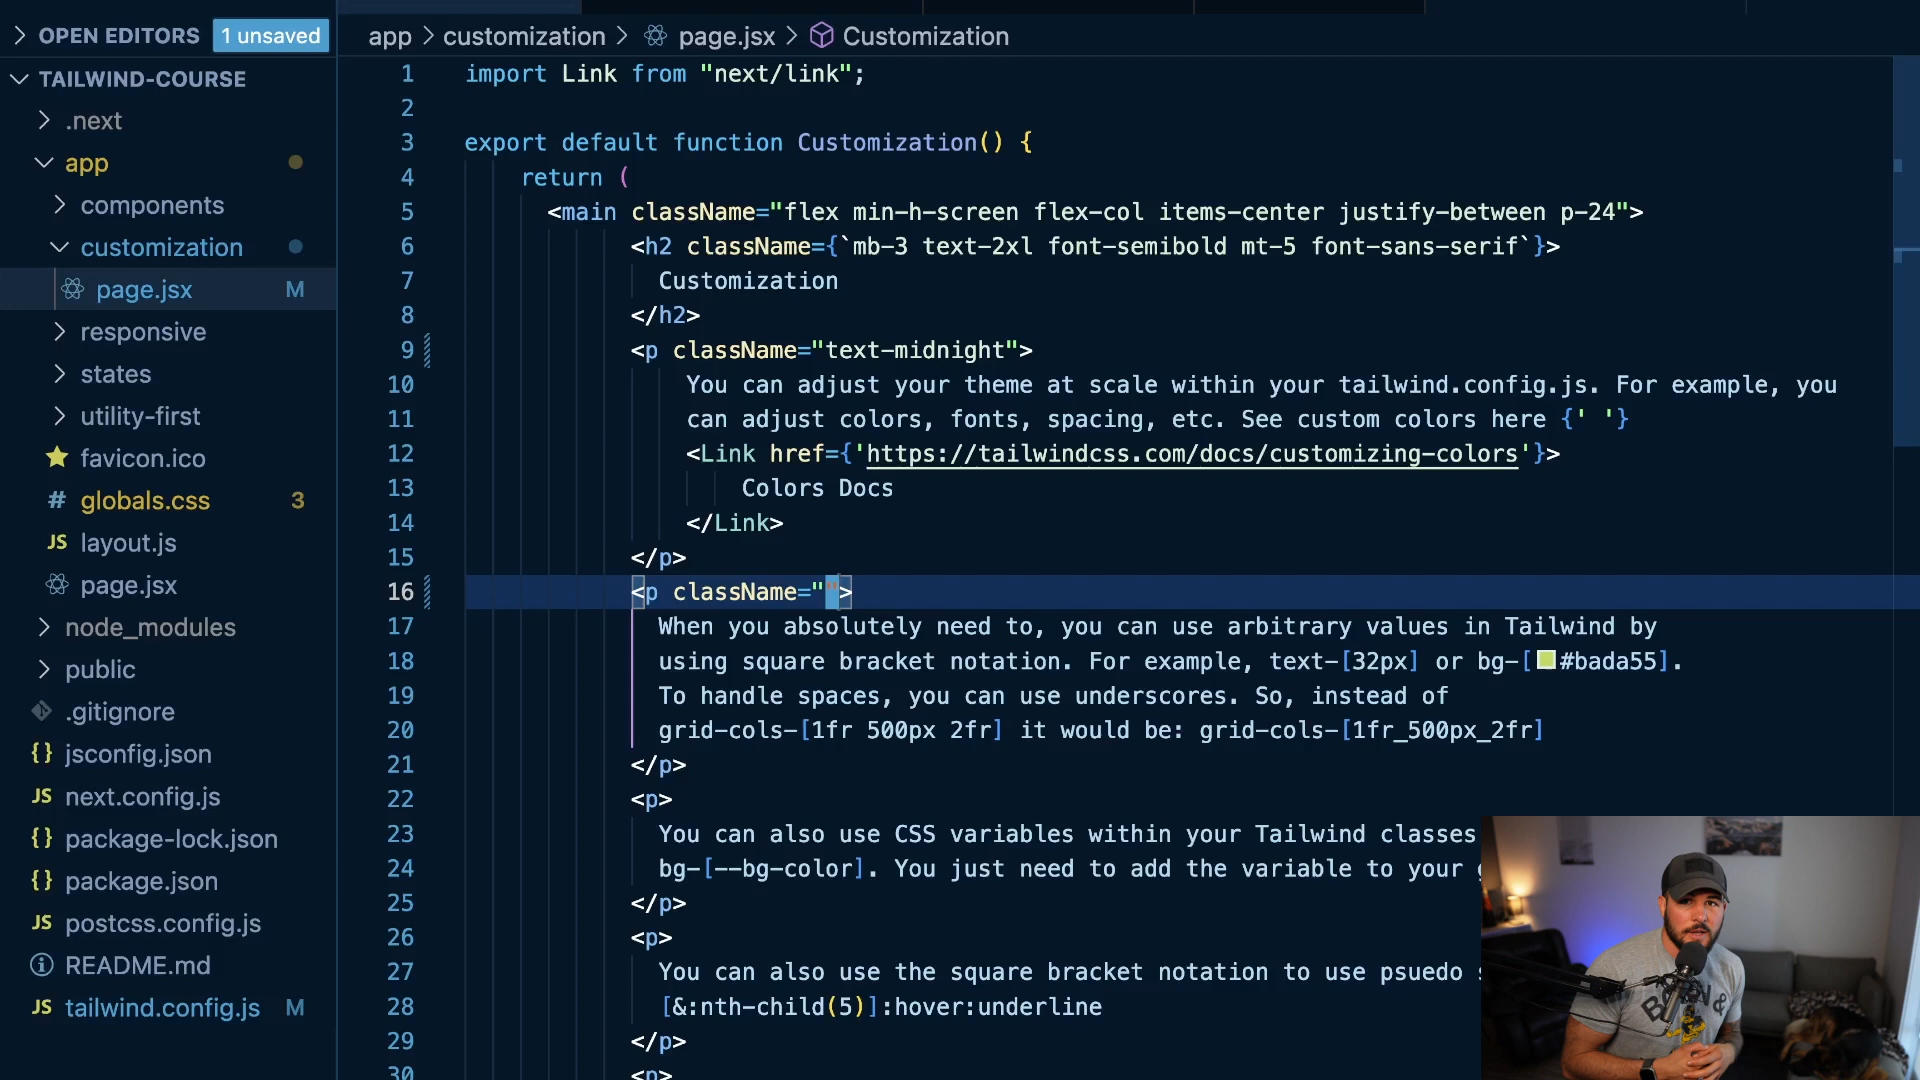 OPEN EDITORS 1 unsaved
TAILWIND-COURSE
.next
app
components
customization
page.jsx M
responsive
states
utility-first
favicon.ico
# globals.css 3
JS layout.js
page.jsx
node_modules
public
.gitignore
{} jsconfig.json
JS next.config.js
{} package-lock.json
{} package.json
JS postcss.config.js
README.md
JS tailwind.config.js M
app > customization > page.jsx > Customization
1 import Link from "next/link";
2
3 export default function Customization() {
4 return (
5 <main className="flex min-h-screen flex-col items-center justify-between p-24">
6 <h2 className={`mb-3 text-2xl font-semibold mt-5 font-sans-serif`}>
7 Customization
8 </h2>
9 <p className="text-midnight">
10 You can adjust your theme at scale within your tailwind.config.js. For example, you
11 can adjust colors, fonts, spacing, etc. See custom colors here {' '}
12 <Link href={'https://tailwindcss.com/docs/customizing-colors'}>
13 Colors Docs
14 </Link>
15 </p>
16 <p className="">
17 When you absolutely need to, you can use arbitrary values in Tailwind by
18 using square bracket notation. For example, text-[32px] or bg-[#bada55].
19 To handle spaces, you can use underscores. So, instead of
20 grid-cols-[1fr 500px 2fr] it would be: grid-cols-[1fr_500px_2fr]
21 </p>
22 <p>
23 You can also use CSS variables within your Tailwind classes
24 bg-[--bg-color]. You just need to add the variable to your
25 </p>
26 <p>
27 You can also use the square bracket notation to use psuedo
28 [&:nth-child(5)]:hover:underline
29 </p>
30 <p>